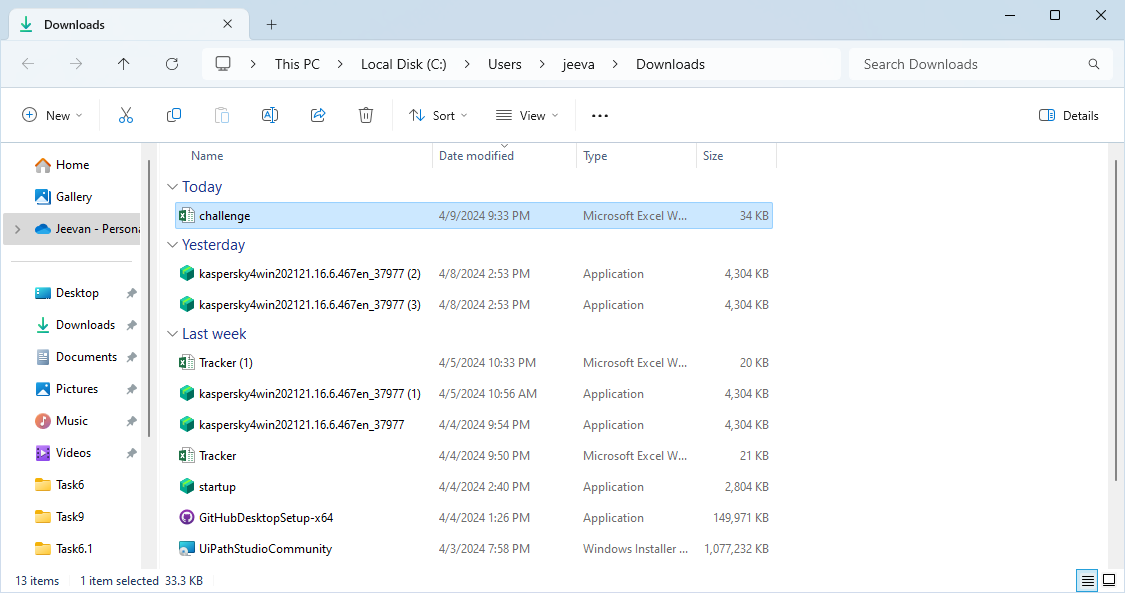 Downloads
This PC
Local Disk (C:)
Users
jeeva
Downloads
Search Downloads
New
Sort
View
Details
Home
Gallery
Jeevan - Persona
Desktop
Downloads
Documents
Pictures
Music
Videos
Task6
Task9
Task6.1
Name Date modified Type Size
Today
challenge 4/9/2024 9:33 PM Microsoft Excel W... 34 KB
Yesterday
kaspersky4win202121.16.6.467en_37977 (2) 4/8/2024 2:53 PM Application 4,304 KB
kaspersky4win202121.16.6.467en_37977 (3) 4/8/2024 2:53 PM Application 4,304 KB
Last week
Tracker (1) 4/5/2024 10:33 PM Microsoft Excel W... 20 KB
kaspersky4win202121.16.6.467en_37977 (1) 4/5/2024 10:56 AM Application 4,304 KB
kaspersky4win202121.16.6.467en_37977 4/4/2024 9:54 PM Application 4,304 KB
Tracker 4/4/2024 9:50 PM Microsoft Excel W... 21 KB
startup 4/4/2024 2:40 PM Application 2,804 KB
GitHubDesktopSetup-x64 4/4/2024 1:26 PM Application 149,971 KB
UiPathStudioCommunity 4/3/2024 7:58 PM Windows Installer ... 1,077,232 KB
13 items 1 item selected 33.3 KB